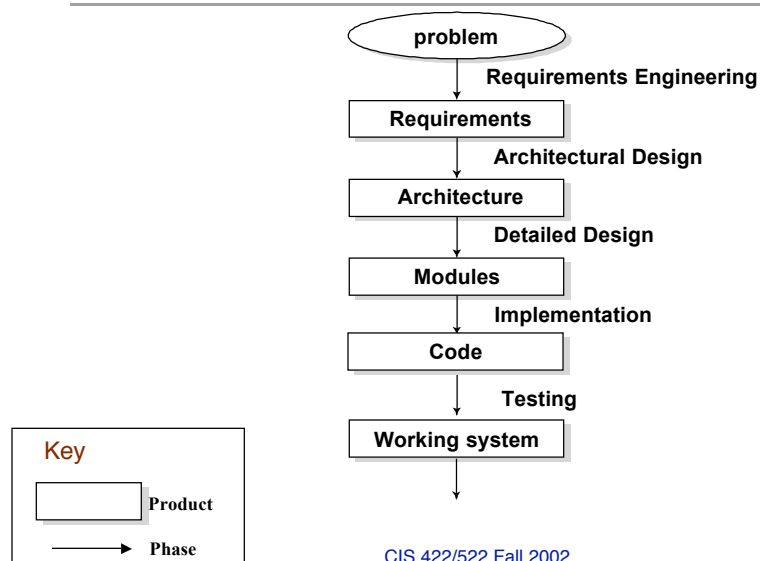 problem
Requirements Engineering
Requirements
Architectural Design
Architecture
Detailed Design
Modules
Implementation
Code
Testing
Working system
Key
Product
Phase
CIS 422/522 Fall 2002